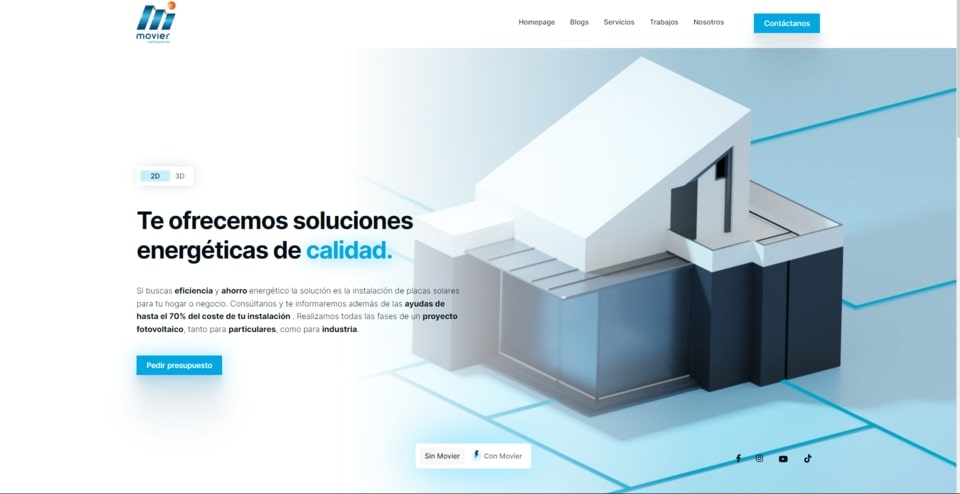 movier
Homepage
Blogs
Servicios
Trabajos
Nosotros
Contáctanos
2D
3D
Te ofrecemos soluciones
energéticas de calidad.
Si buscas eficiencia y ahorro energético la solución es la instalación de placas solares
para tu hogar o negocio. Consúltanos y te informaremos además de las ayudas de
hasta el 70% del coste de tu instalación . Realizamos todas las fases de un proyecto
fotovoltaico, tanto para particulares, como para industria.
Pedir presupuesto
Sin Movier
Con Movier